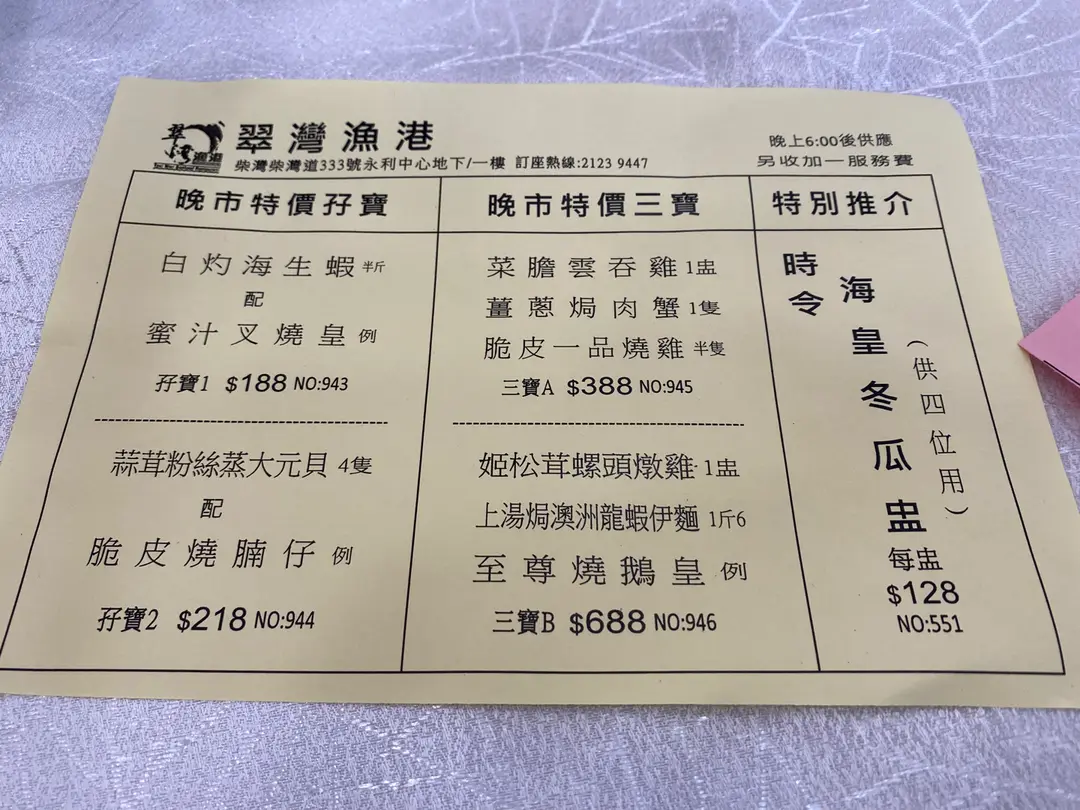 翠灣漁港
翠灣漁港
柴灣柴灣道333號永利中心地下/一樓 訂座熱線:2123 9447
晚上6:00後供應
另收加一服務費
晚市特價孖寶
白灼海生蝦 半斤
配
蜜汁叉燒皇 例
孖寶1 $188 NO:943
蒜茸粉絲蒸大元貝 4隻
配
脆皮燒腩仔 例
孖寶2 $218 NO:944
晚市特價三寶
菜膽雲吞雞 1盅
薑蔥焗肉蟹 1隻
脆皮一品燒雞 半隻
三寶A $388 NO:945
姬松茸螺頭燉雞 1盅
上湯焗澳洲龍蝦伊麵 1斤6
至尊燒鵝皇 例
三寶B $688 NO:946
特別推介
時令
海皇冬瓜盅
(供四位用)
每盅
$128
NO:551